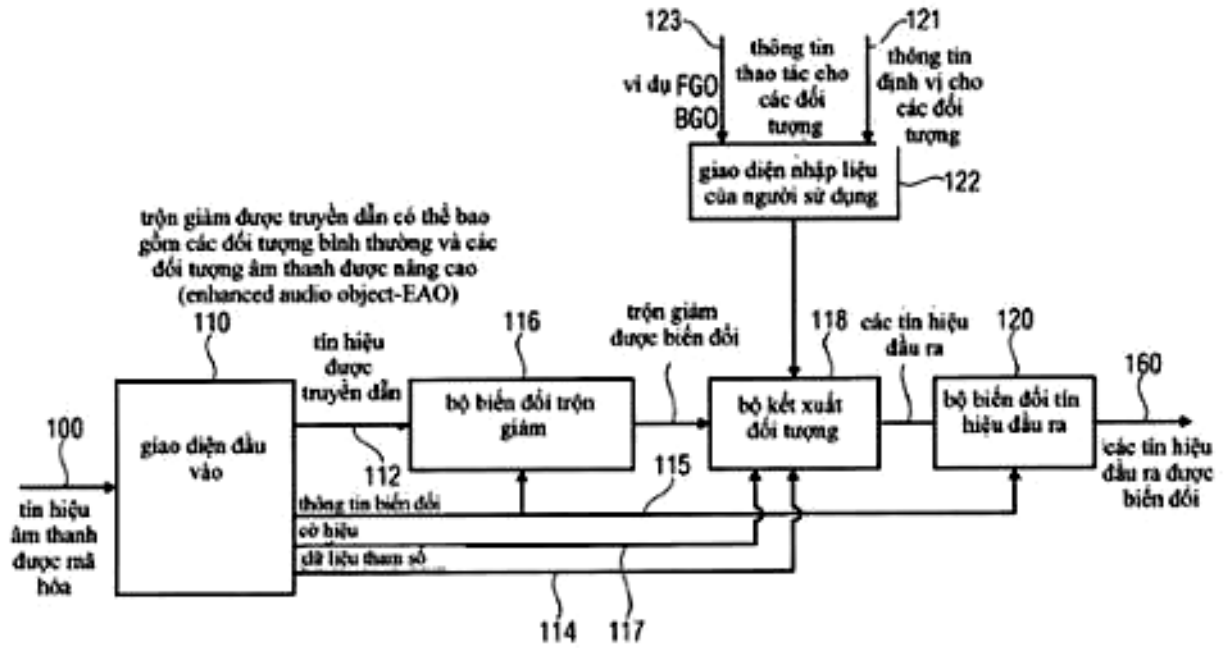 123
121
thông tin
thao tác cho
các đối
tượng
thông tin
định vị cho
các đối
tượng
ví dụ FGO
BGO
giao diện nhập liệu
của người sử dụng
122
trộn giảm được truyền dẫn có thể bao
gồm các đối tượng bình thường và các
đối tượng âm thanh được nâng cao
(enhanced audio object-EAO)
110
tín hiệu
được
truyền dẫn
116
trộn giảm
được biến đổi
118
các tín hiệu
đầu ra
120
160
100
giao diện đầu
vào
bộ biến đổi trộn
giảm
bộ kết xuất
đối tượng
bộ biến đổi tín
hiệu đầu ra
tín hiệu
âm thanh
được mã
hóa
112
115
các tín hiệu
đầu ra được
biến đổi
thông tin biến đổi
cờ hiệu
dữ liệu tham số
114
117